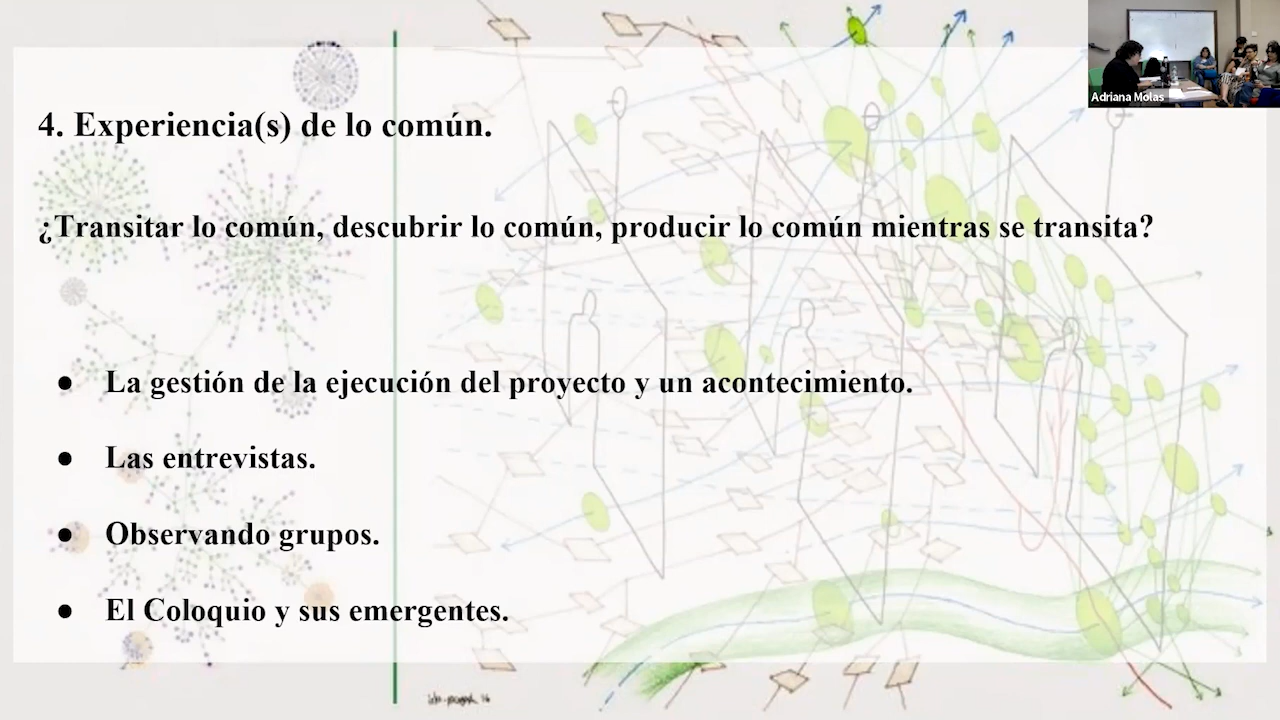 Adriana Molas
4. Experiencia(s) de lo común.
¿Transitar lo común, descubrir lo común, producir lo común mientras se transita?
● La gestión de la ejecución del proyecto y un acontecimiento.
● Las entrevistas.
● Observando grupos.
● El Coloquio y sus emergentes.